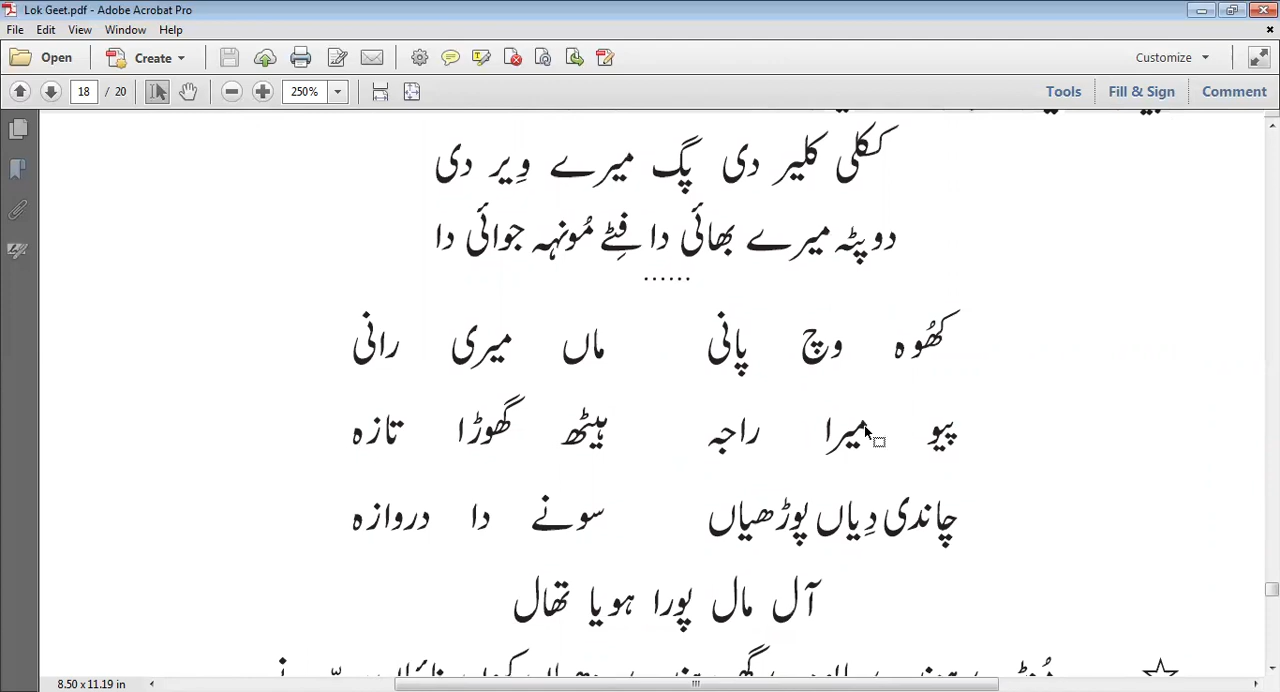 Lok Geet.pdf - Adobe Acrobat Pro
File Edit View Window Help
Open Create Customize
18 / 20 250% Tools Fill & Sign Comment
ککلی کلیر دی پگ میرے وِیر دی
دوپٹہ میرے بھائی دا فِٹے مُونہہ جوائی دا
......
کھُوہ وچ پانی ماں میری رانی
پیو میرا راجہ ہیٹھ گھوڑا تازہ
چاندی دِیاں پوڑھیاں سونے دا دروازہ
آل مال پورا ہویا تھال
8.50 x 11.19 in